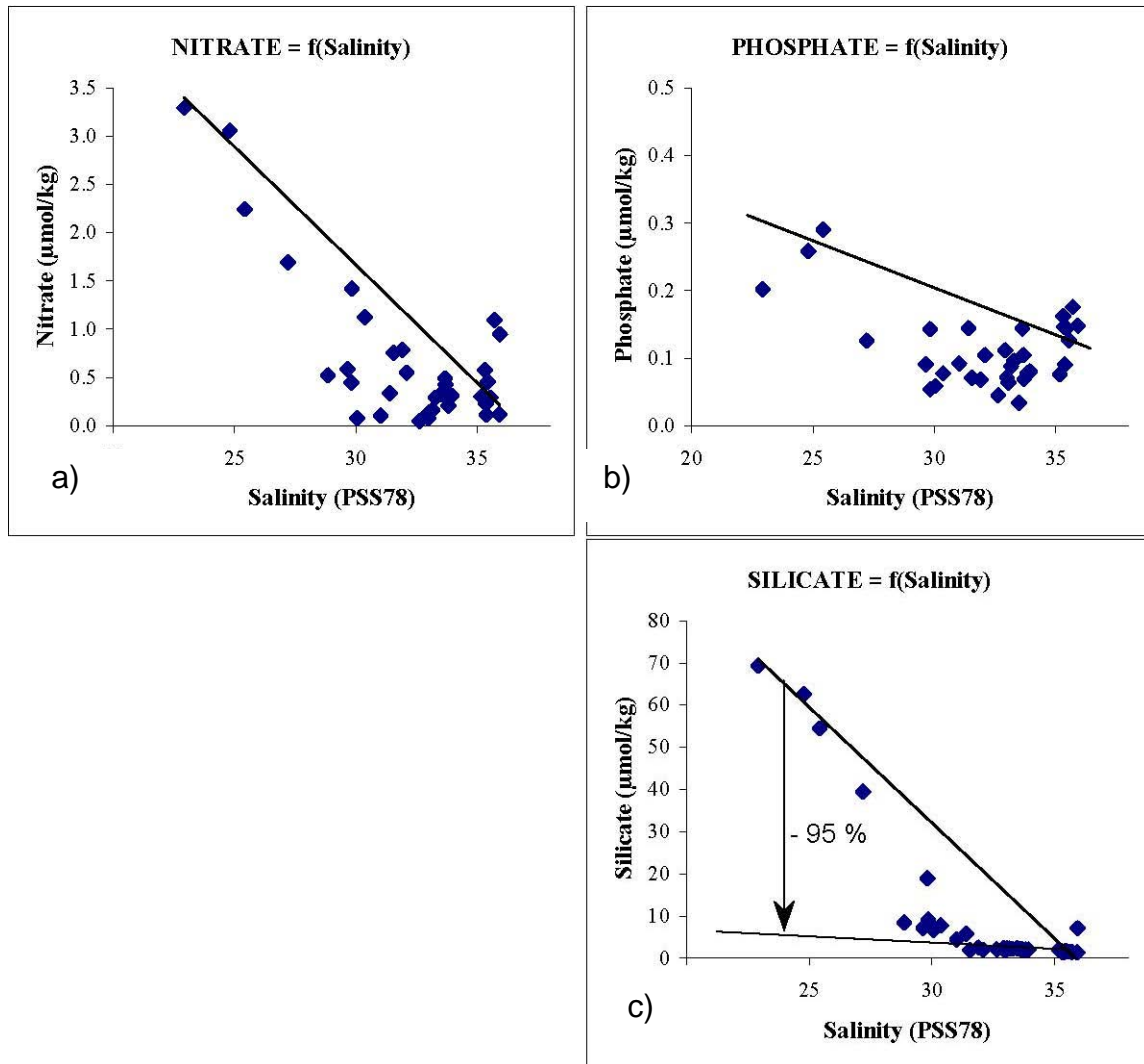 NITRATE = f(Salinity)
3.5
3.0
2.5
2.0
1.5
1.0
0.5
0.0
Nitrate (µmol/kg)
25 30 35
Salinity (PSS78)
a)
PHOSPHATE = f(Salinity)
0.5
0.4
0.3
0.2
0.1
0.0
Phosphate (µmol/kg)
20 25 30 35
Salinity (PSS78)
b)
SILICATE = f(Salinity)
80
70
60
50
40
30
20
10
0
Silicate (µmol/kg)
- 95 %
25 30 35
Salinity (PSS78)
c)